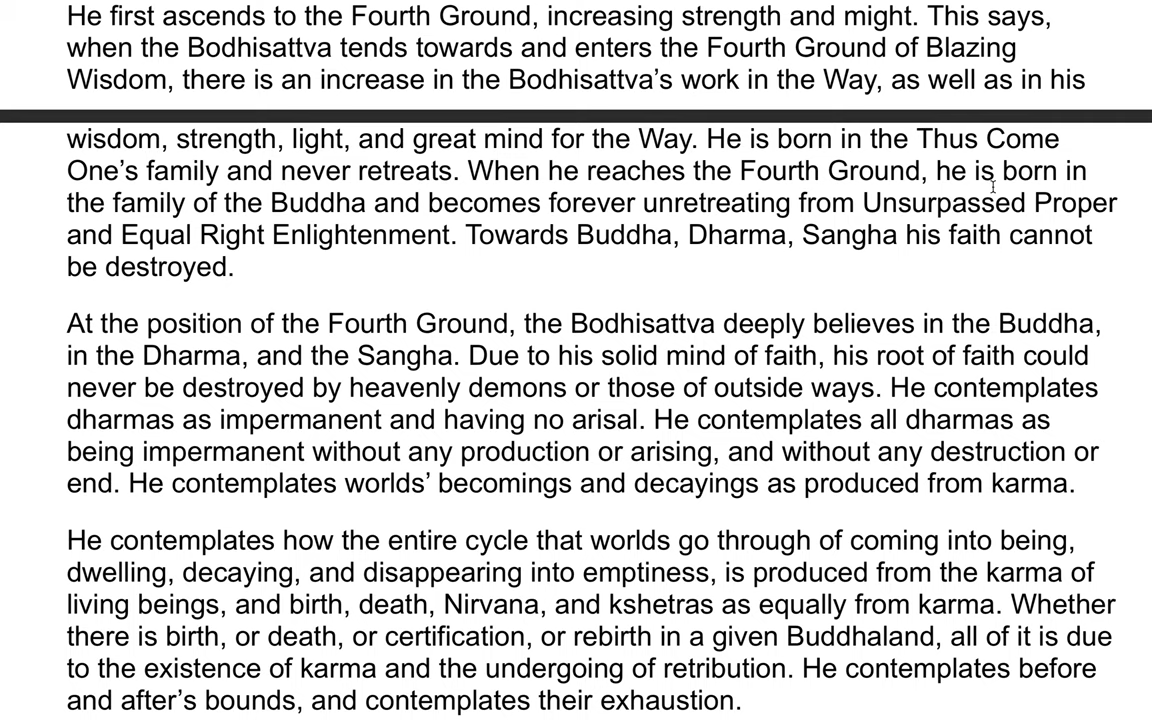 He first ascends to the Fourth Ground, increasing strength and might. This says,
when the Bodhisattva tends towards and enters the Fourth Ground of Blazing
Wisdom, there is an increase in the Bodhisattva’s work in the Way, as well as in his
wisdom, strength, light, and great mind for the Way. He is born in the Thus Come
One’s family and never retreats. When he reaches the Fourth Ground, he is born in
the family of the Buddha and becomes forever unretreating from Unsurpassed Proper
and Equal Right Enlightenment. Towards Buddha, Dharma, Sangha his faith cannot
be destroyed.
At the position of the Fourth Ground, the Bodhisattva deeply believes in the Buddha,
in the Dharma, and the Sangha. Due to his solid mind of faith, his root of faith could
never be destroyed by heavenly demons or those of outside ways. He contemplates
dharmas as impermanent and having no arisal. He contemplates all dharmas as
being impermanent without any production or arising, and without any destruction or
end. He contemplates worlds’ becomings and decayings as produced from karma.
He contemplates how the entire cycle that worlds go through of coming into being,
dwelling, decaying, and disappearing into emptiness, is produced from the karma of
living beings, and birth, death, Nirvana, and kshetras as equally from karma. Whether
there is birth, or death, or certification, or rebirth in a given Buddhaland, all of it is due
to the existence of karma and the undergoing of retribution. He contemplates before
and after’s bounds, and contemplates their exhaustion.